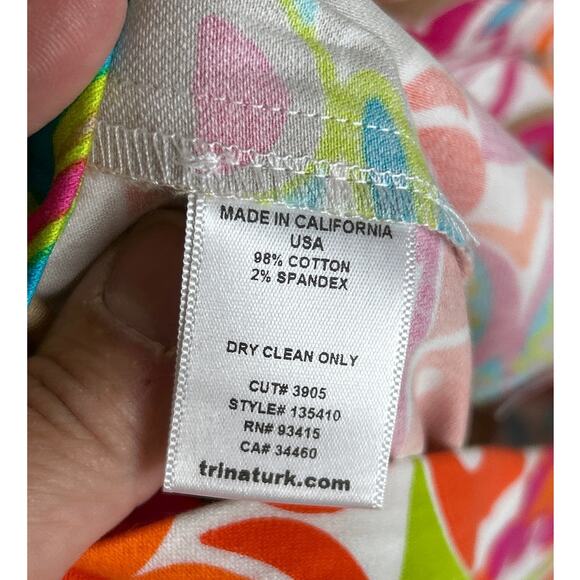 MADE IN CALIFORNIA
USA
98% COTTON
2% SPANDEX
DRY CLEAN ONLY
CUT# 3905
STYLE# 135410
RN# 93415
CA# 34460
trinaturk.com